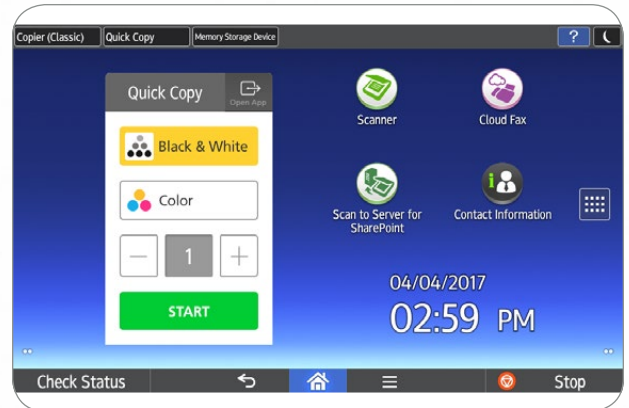 Copier (Classic)
Quick Copy
Memory Storage Device
?
Quick Copy
Open App
Black & White
Color
1
START
Scanner
Cloud Fax
Scan to Server for
SharePoint
Contact Information
04/04/2017
02:59 PM
Check Status
Stop